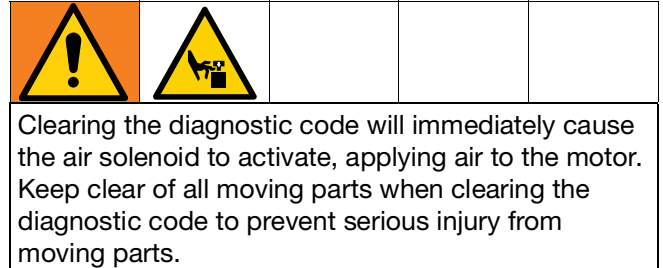 Clearing the diagnostic code will immediately cause
the air solenoid to activate, applying air to the motor.
Keep clear of all moving parts when clearing the
diagnostic code to prevent serious injury from
moving parts.